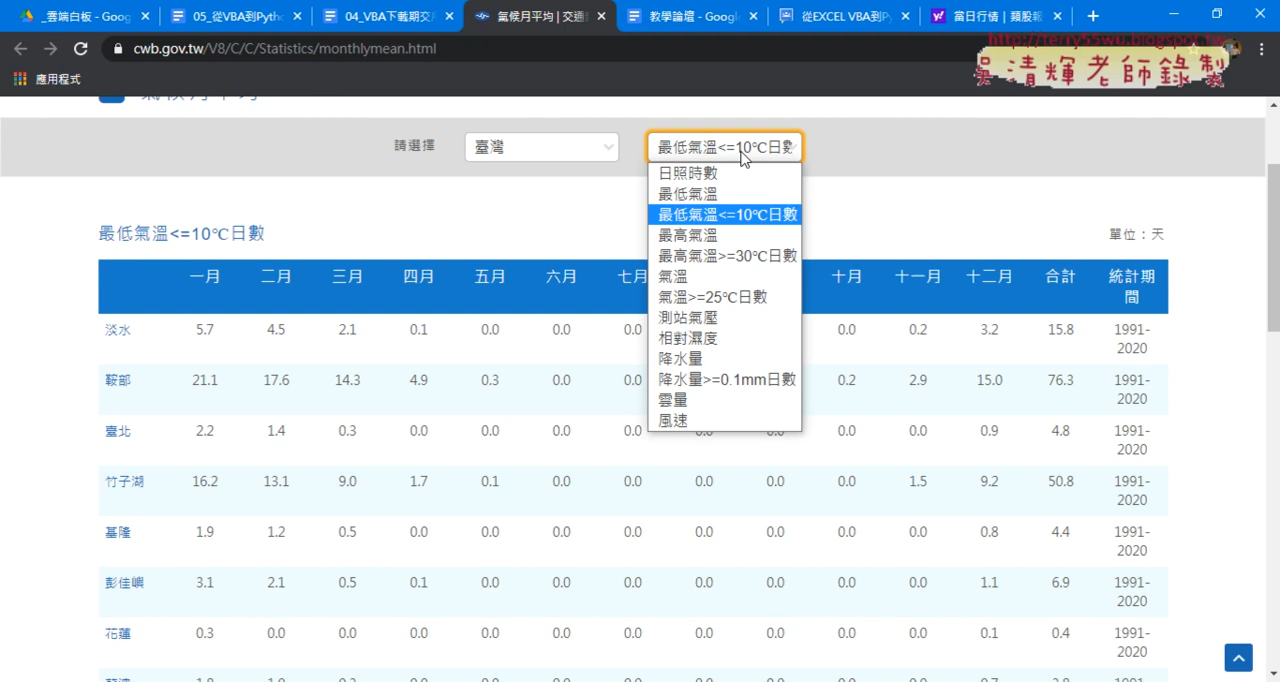 _雲端白板 - Goog
05_從VBA到Pyth
04_VBA下載期交
氣候月平均 | 交通
教學論壇 - Googl
從EXCEL VBA到P
當日行情 | 類股報
cwb.gov.tw/V8/C/C/Statistics/monthlymean.html
http://terry55wu.blogspot.tw
吳清輝老師錄製
應用程式
請選擇 臺灣 最低氣溫<=10℃日數
日照時數
最低氣溫
最低氣溫<=10℃日數
最高氣溫
最高氣溫>=30℃日數
氣溫
氣溫>=25℃日數
測站氣壓
相對濕度
降水量
降水量>=0.1mm日數
雲量
風速
最低氣溫<=10℃日數 單位：天
一月 二月 三月 四月 五月 六月 七月 十月 十一月 十二月 合計 統計期間
淡水 5.7 4.5 2.1 0.1 0.0 0.0 0.0 0.0 0.2 3.2 15.8 1991-2020
鞍部 21.1 17.6 14.3 4.9 0.3 0.0 0.0 0.2 2.9 15.0 76.3 1991-2020
臺北 2.2 1.4 0.3 0.0 0.0 0.0 0.0 0.0 0.0 0.0 0.0 0.9 4.8 1991-2020
竹子湖 16.2 13.1 9.0 1.7 0.1 0.0 0.0 0.0 0.0 0.0 1.5 9.2 50.8 1991-2020
基隆 1.9 1.2 0.5 0.0 0.0 0.0 0.0 0.0 0.0 0.0 0.0 0.8 4.4 1991-2020
彭佳嶼 3.1 2.1 0.5 0.1 0.0 0.0 0.0 0.0 0.0 0.0 0.0 1.1 6.9 1991-2020
花蓮 0.3 0.0 0.0 0.0 0.0 0.0 0.0 0.0 0.0 0.0 0.0 0.1 0.4 1991-2020